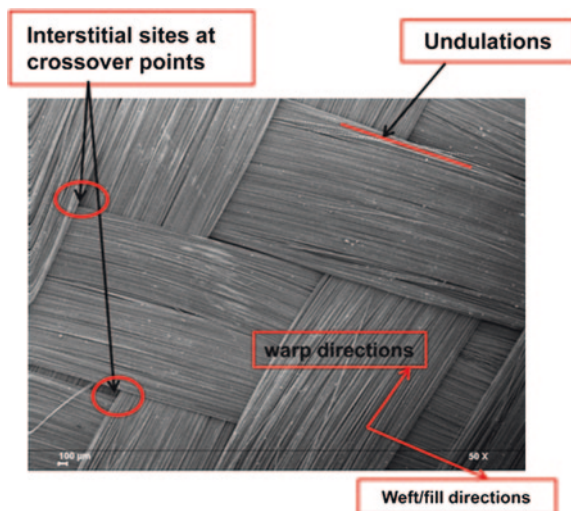 Interstitial sites at
crossover points
Undulations
warp directions
100 µm
50 X
Weft/fill directions